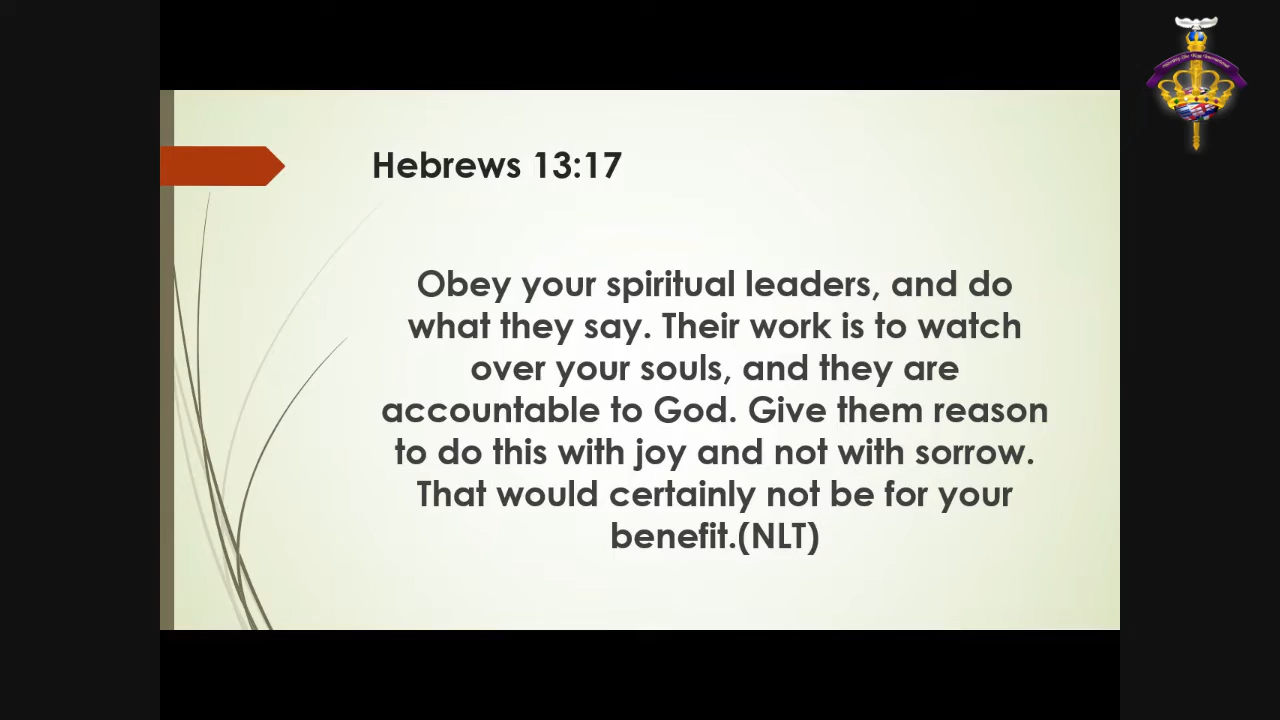 Hebrews 13:17
Obey your spiritual leaders, and do
what they say. Their work is to watch
over your souls, and they are
accountable to God. Give them reason
to do this with joy and not with sorrow.
That would certainly not be for your
benefit.(NLT)